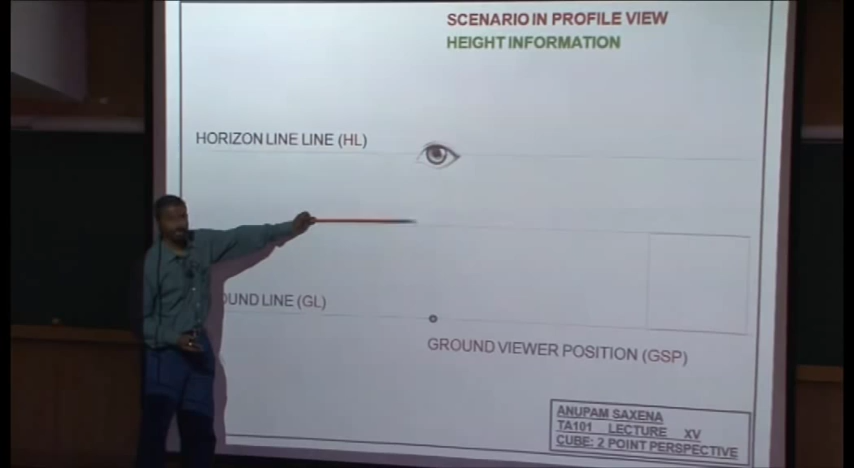 SCENARIO IN PROFILE VIEW
HEIGHT INFORMATION
HORIZON LINE LINE (HL)
OUND LINE (GL)
GROUND VIEWER POSITION (GSP)
ANUPAM SAXENA
TA101 LECTURE XV
CUBE: 2 POINT PERSPECTIVE